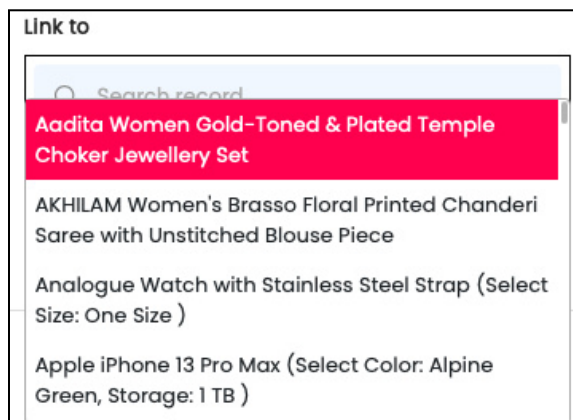 Link to
Search record
Aadita Women Gold-Toned & Plated Temple
Choker Jewellery Set
AKHILAM Women's Brasso Floral Printed Chanderi
Saree with Unstitched Blouse Piece
Analogue Watch with Stainless Steel Strap (Select
Size: One Size )
Apple iPhone 13 Pro Max (Select Color: Alpine
Green, Storage: 1 TB )